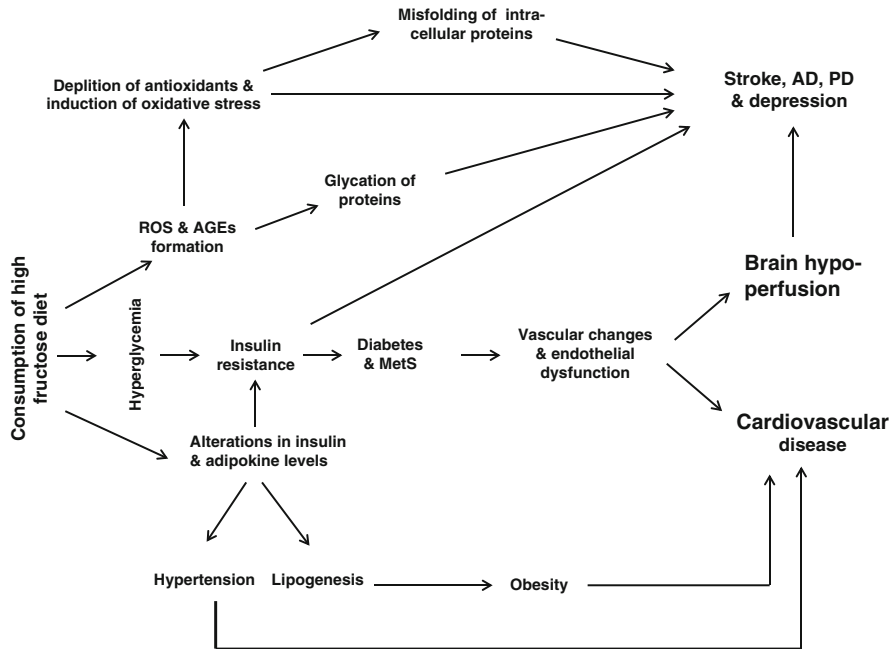 Misfolding of intra-
cellular proteins
Deplition of antioxidants &
induction of oxidative stress
Stroke, AD, PD
& depression
Glycation of
proteins
ROS & AGEs
formation
Consumption of high
fructose diet
Hyperglycemia
Insulin
resistance
Diabetes
& MetS
Vascular changes
& endothelial
dysfunction
Brain hypo-
perfusion
Alterations in insulin
& adipokine levels
Cardiovascular
disease
Hypertension
Lipogenesis
Obesity